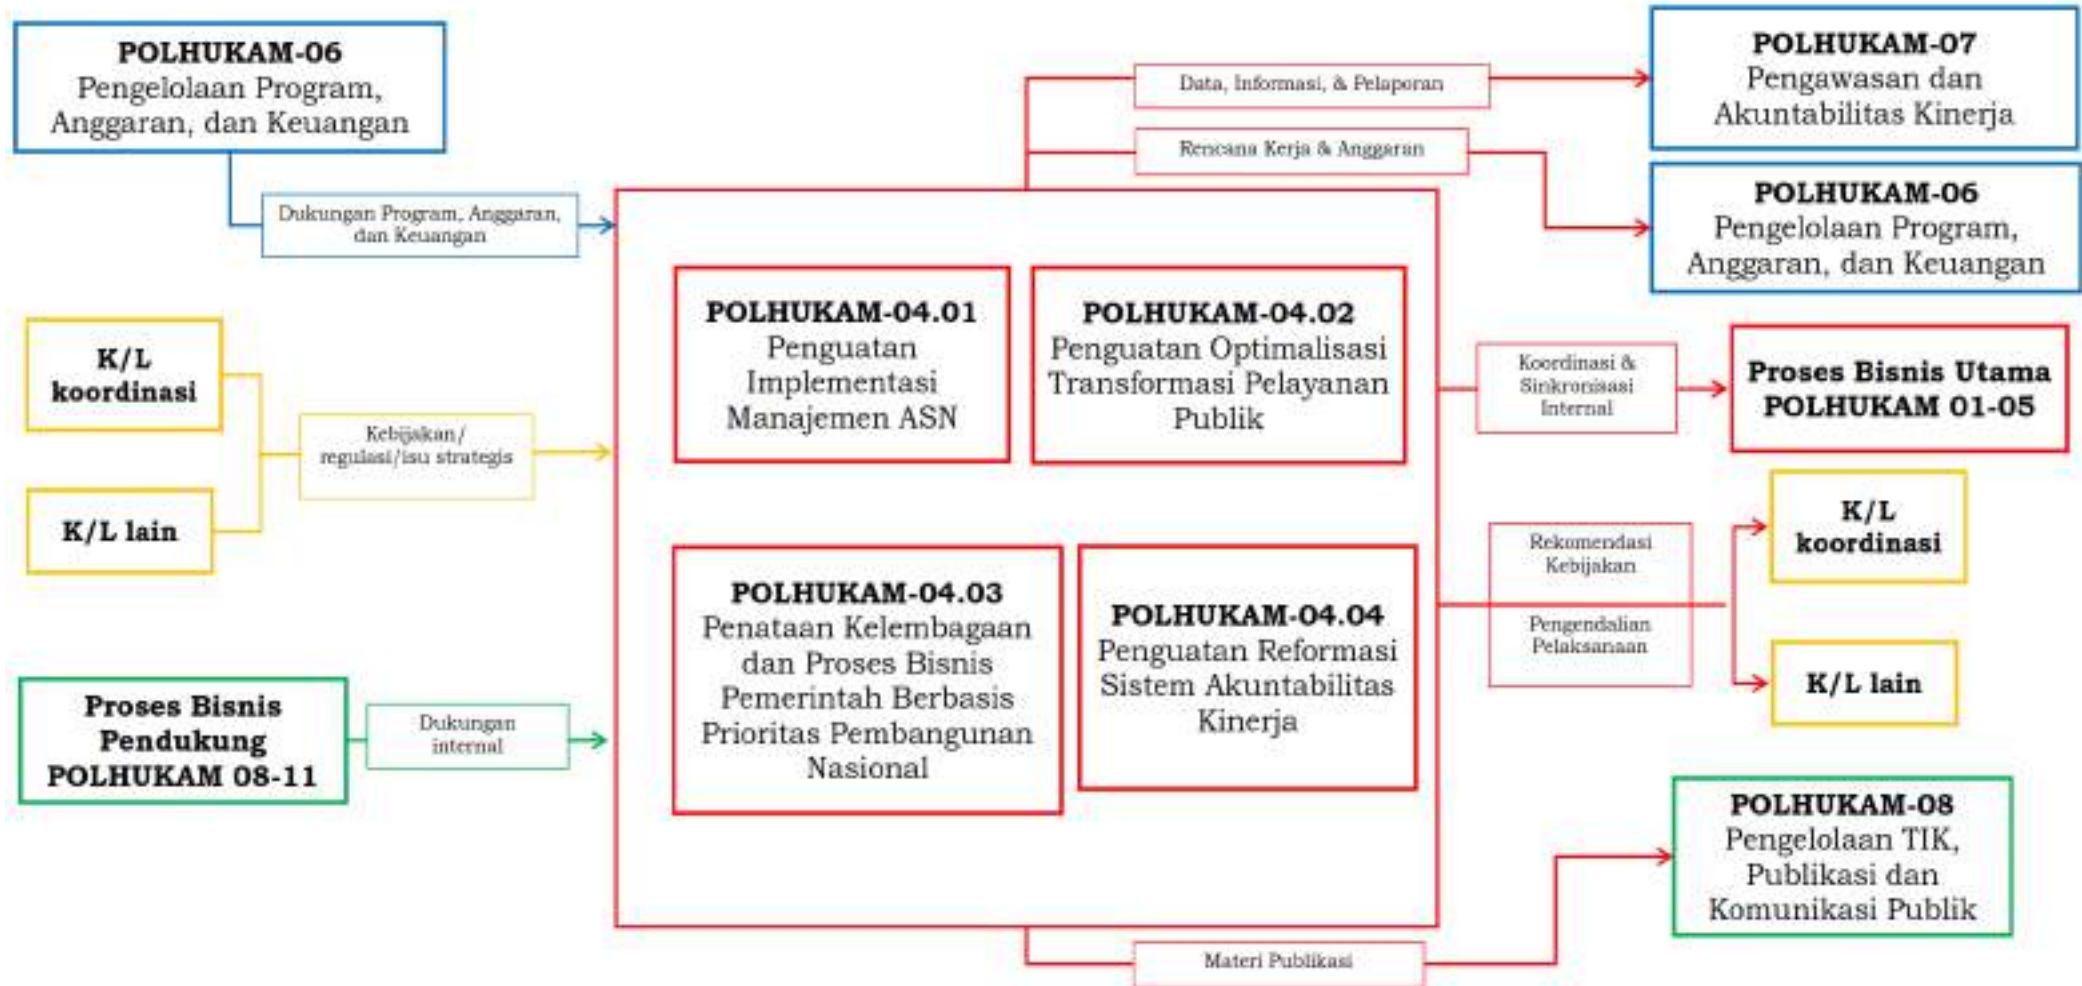 POLHUKAM-06
Pengelolaan Program,
Anggaran, dan Keuangan
Dukungan Program, Anggaran,
dan Keuangan
K/L
koordinasi
K/L lain
Kebijakan/
regulasi/isu strategis
Proses Bisnis
Pendukung
POLHUKAM 08-11
Dukungan
internal
POLHUKAM-04.01
Penguatan
Implementasi
Manajemen ASN
POLHUKAM-04.02
Penguatan Optimalisasi
Transformasi Pelayanan
Publik
POLHUKAM-04.03
Penataan Kelembagaan
dan Proses Bisnis
Pemerintah Berbasis
Prioritas Pembangunan
Nasional
POLHUKAM-04.04
Penguatan Reformasi
Sistem Akuntabilitas
Kinerja
Data, Informasi, & Pelaporan
Rencana Kerja & Anggaran
POLHUKAM-07
Pengawasan dan
Akuntabilitas Kinerja
POLHUKAM-06
Pengelolaan Program,
Anggaran, dan Keuangan
Koordinasi &
Sinkronisasi
Internal
Proses Bisnis Utama
POLHUKAM 01-05
Rekomendasi
Kebijakan
Pengendalian
Pelaksanaan
K/L
koordinasi
K/L lain
Materi Publikasi
POLHUKAM-08
Pengelolaan TIK,
Publikasi dan
Komunikasi Publik